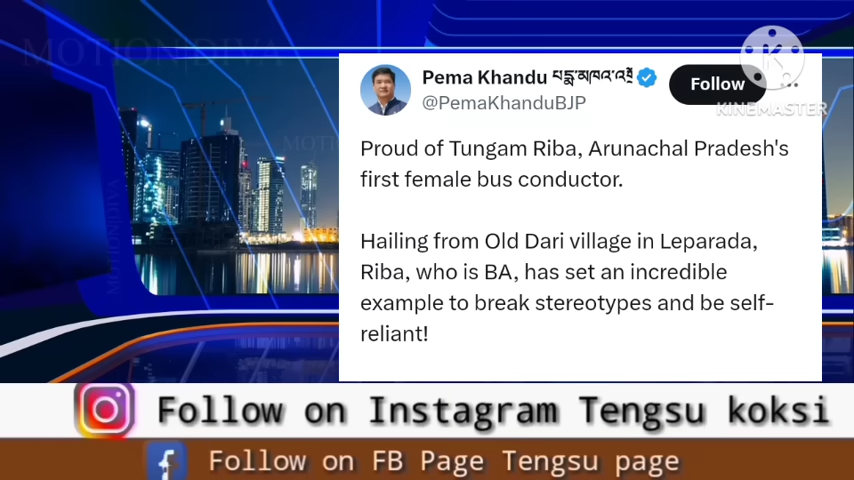 MOTION DIVA
Pema Khandu པདྨ་མཁའ་འགྲོ
Follow
KINEMASTER
@PemaKhanduBJP
Proud of Tungam Riba, Arunachal Pradesh's
first female bus conductor.
Hailing from Old Dari village in Leparada,
Riba, who is BA, has set an incredible
example to break stereotypes and be self-
reliant!
Follow on Instagram Tengsu koksi
Follow on FB Page Tengsu page